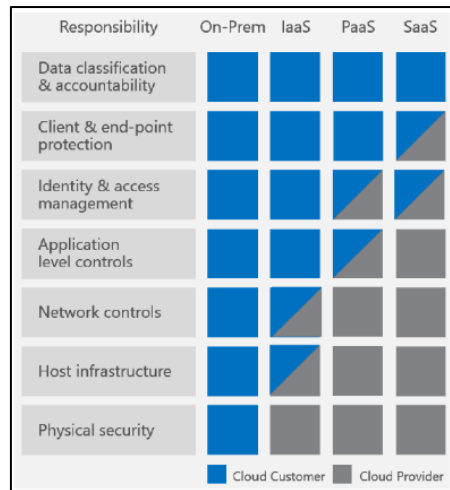 Responsibility On-Prem IaaS PaaS SaaS
Data classification
& accountability
Client & end-point
protection
Identity & access
management
Application
level controls
Network controls
Host infrastructure
Physical security
Cloud Customer Cloud Provider